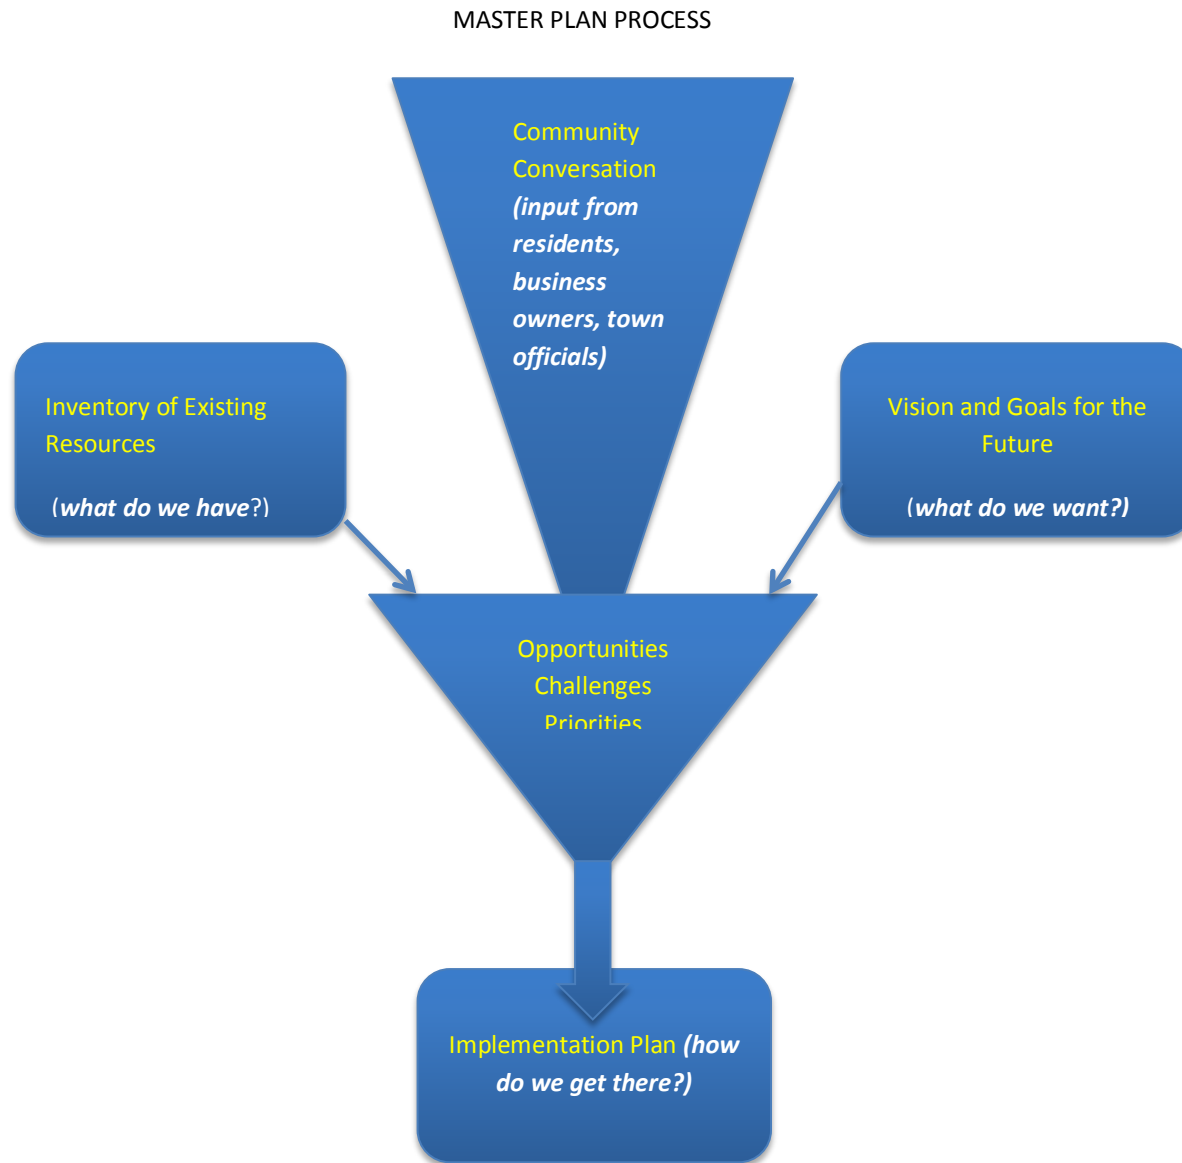 MASTER PLAN PROCESS
Community
Conversation
(input from
residents,
business
owners, town
officials)
Inventory of Existing
Resources
(what do we have?)
Vision and Goals for the
Future
(what do we want?)
Opportunities
Challenges
Priorities
Implementation Plan (how
do we get there?)